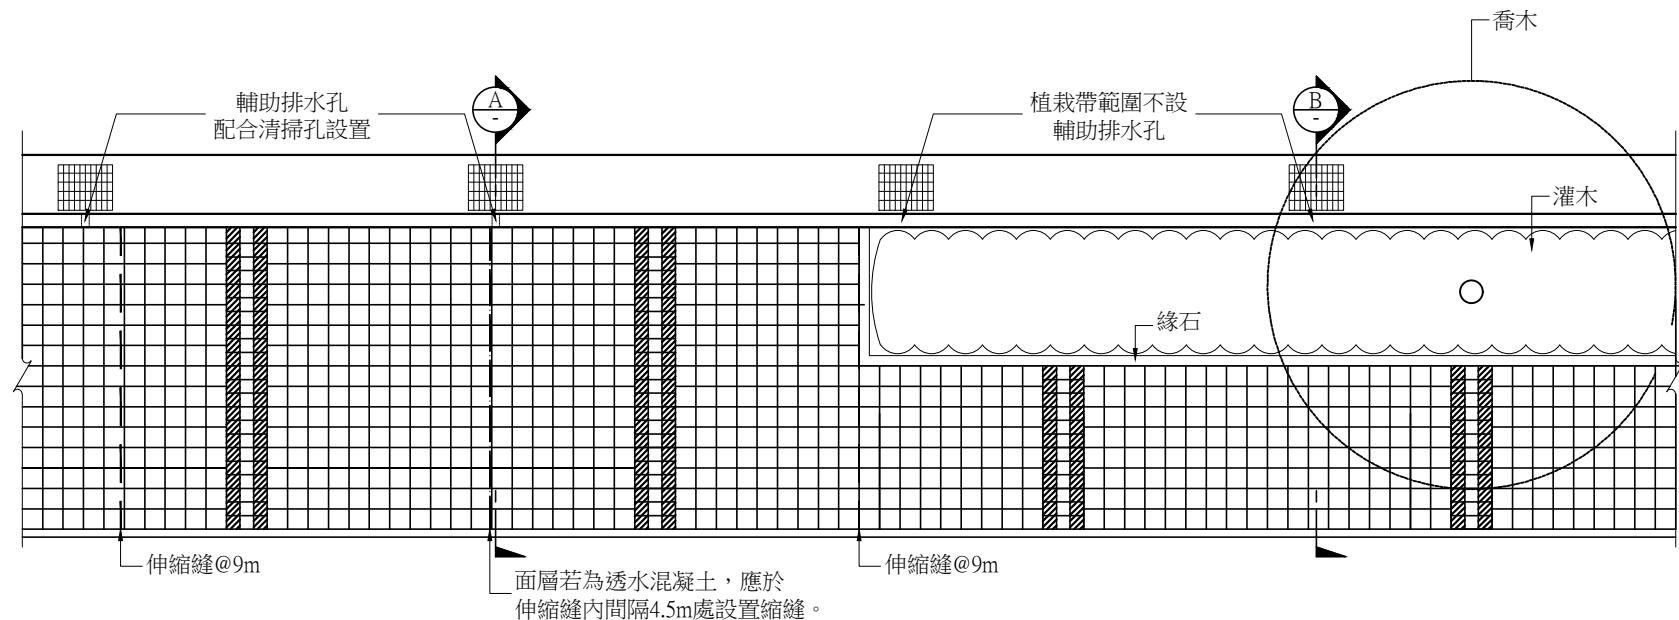 喬木
輔助排水孔
配合清掃孔設置
A
-
植栽帶範圍不設
輔助排水孔
B
-
灌木
緣石
伸縮縫@9m
面層若為透水混凝土，應於
伸縮縫內間隔4.5m處設置縮縫。
伸縮縫@9m